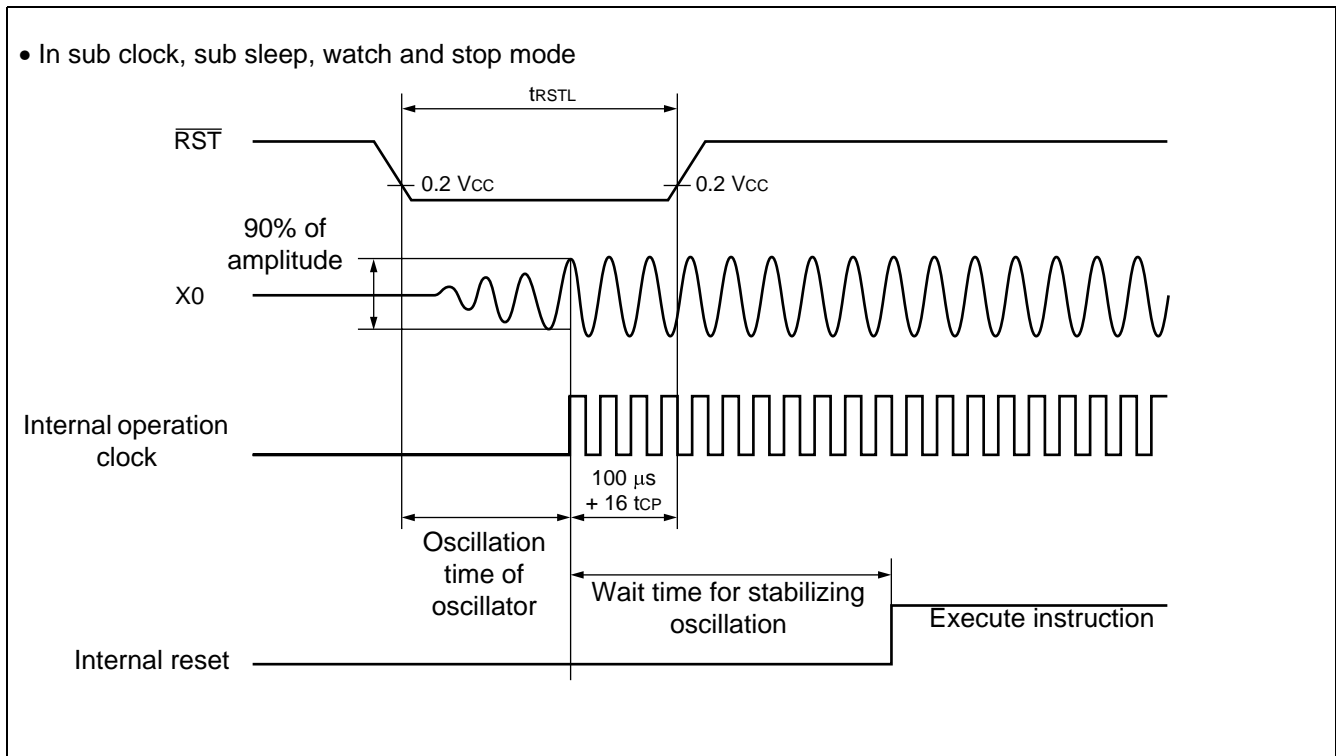 • In sub clock, sub sleep, watch and stop mode
tRSTL
RST
0.2 VCC
0.2 VCC
90% of
amplitude
X0
Internal operation
clock
100 μs
+ 16 tCP
Oscillation
time of
oscillator
Wait time for stabilizing
oscillation
Execute instruction
Internal reset